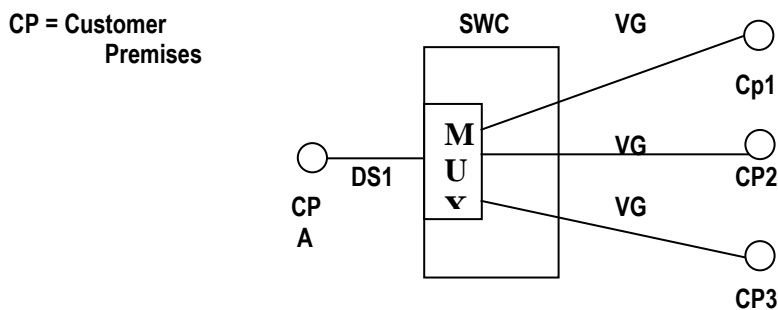 CP = Customer
Premises
SWC
VG
Cp1
M
U
X
DS1
VG
CP2
CP
A
VG
CP3